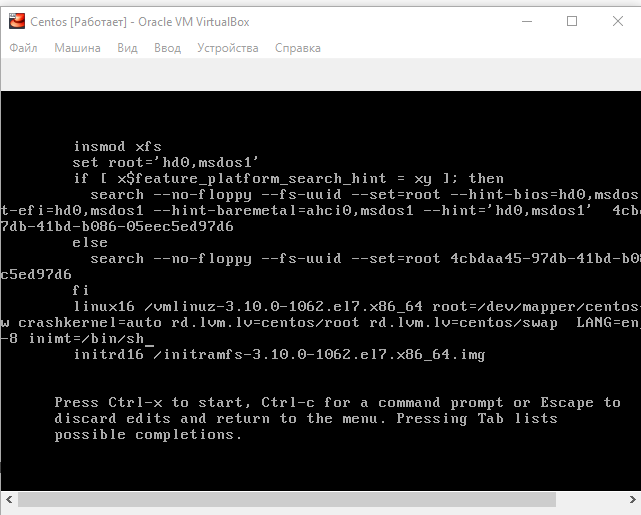 Centos [Работает] - Oracle VM VirtualBox
Файл Машина Вид Ввод Устройства Справка
insmod xfs
set root='hd0,msdos1'
if [ x$feature_platform_search_hint = xy ]; then
search --no-floppy --fs-uuid --set=root --hint-bios=hd0,msdos
t-efi=hd0,msdos1 --hint-baremetal=ahci0,msdos1 --hint='hd0,msdos1'  4cbd
7db-41bd-b086-05eec5ed97d6
else
search --no-floppy --fs-uuid --set=root 4cbdaa45-97db-41bd-b08
c5ed97d6
fi
linux16 /vmlinuz-3.10.0-1062.el7.x86_64 root=/dev/mapper/centos-
w crashkernel=auto rd.lvm.lv=centos/root rd.lvm.lv=centos/swap  LANG=en_
-8 inimt=/bin/sh_
initrd16 /initramfs-3.10.0-1062.el7.x86_64.img
Press Ctrl-x to start, Ctrl-c for a command prompt or Escape to
discard edits and return to the menu. Pressing Tab lists
possible completions.